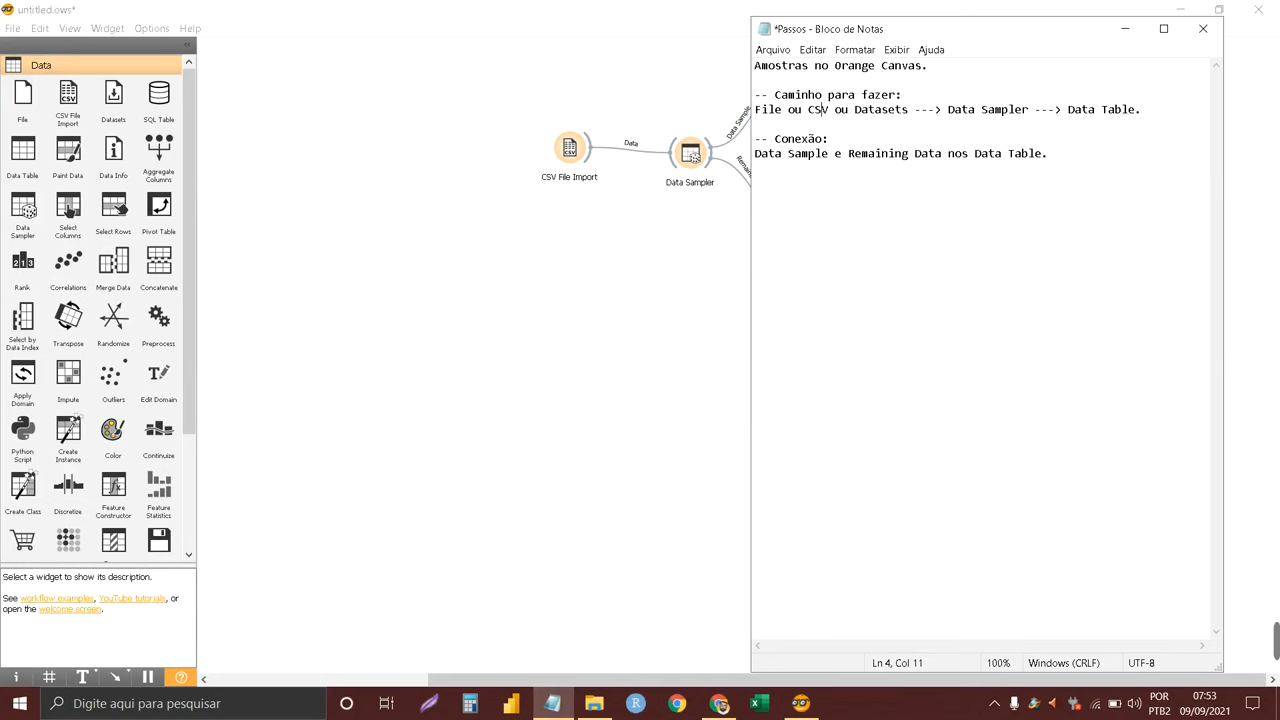 untitled.ows*
File Edit View Widget Options Help
Data
File
CSV File Import
Datasets
SQL Table
Data Table
Paint Data
Data Info
Aggregate Columns
Data Sampler
Select Columns
Select Rows
Pivot Table
Rank
Correlations
Merge Data
Concatenate
Select by Data Index
Transpose
Randomize
Preprocess
Apply Domain
Impute
Outliers
Edit Domain
Python Script
Create Instance
Color
Continuize
Create Class
Discretize
Feature Constructor
Feature Statistics
Select a widget to show its description.
See workflow examples, YouTube tutorials, or
open the welcome screen.
CSV File Import
Data
Data Sampler
Data Sample
*Passos - Bloco de Notas
Arquivo Editar Formatar Exibir Ajuda
Amostras no Orange Canvas.
-- Caminho para fazer:
File ou CSV ou Datasets ---> Data Sampler ---> Data Table.
-- Conexão:
Data Sample e Remaining Data nos Data Table.
Ln 4, Col 11
100%
Windows (CRLF)
UTF-8
Digite aqui para pesquisar
POR
PTB2
07:53
09/09/2021